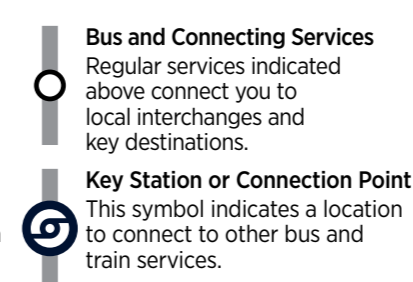 Bus and Connecting Services
Regular services indicated
above connect you to
local interchanges and
key destinations.
Key Station or Connection Point
This symbol indicates a location
to connect to other bus and
train services.